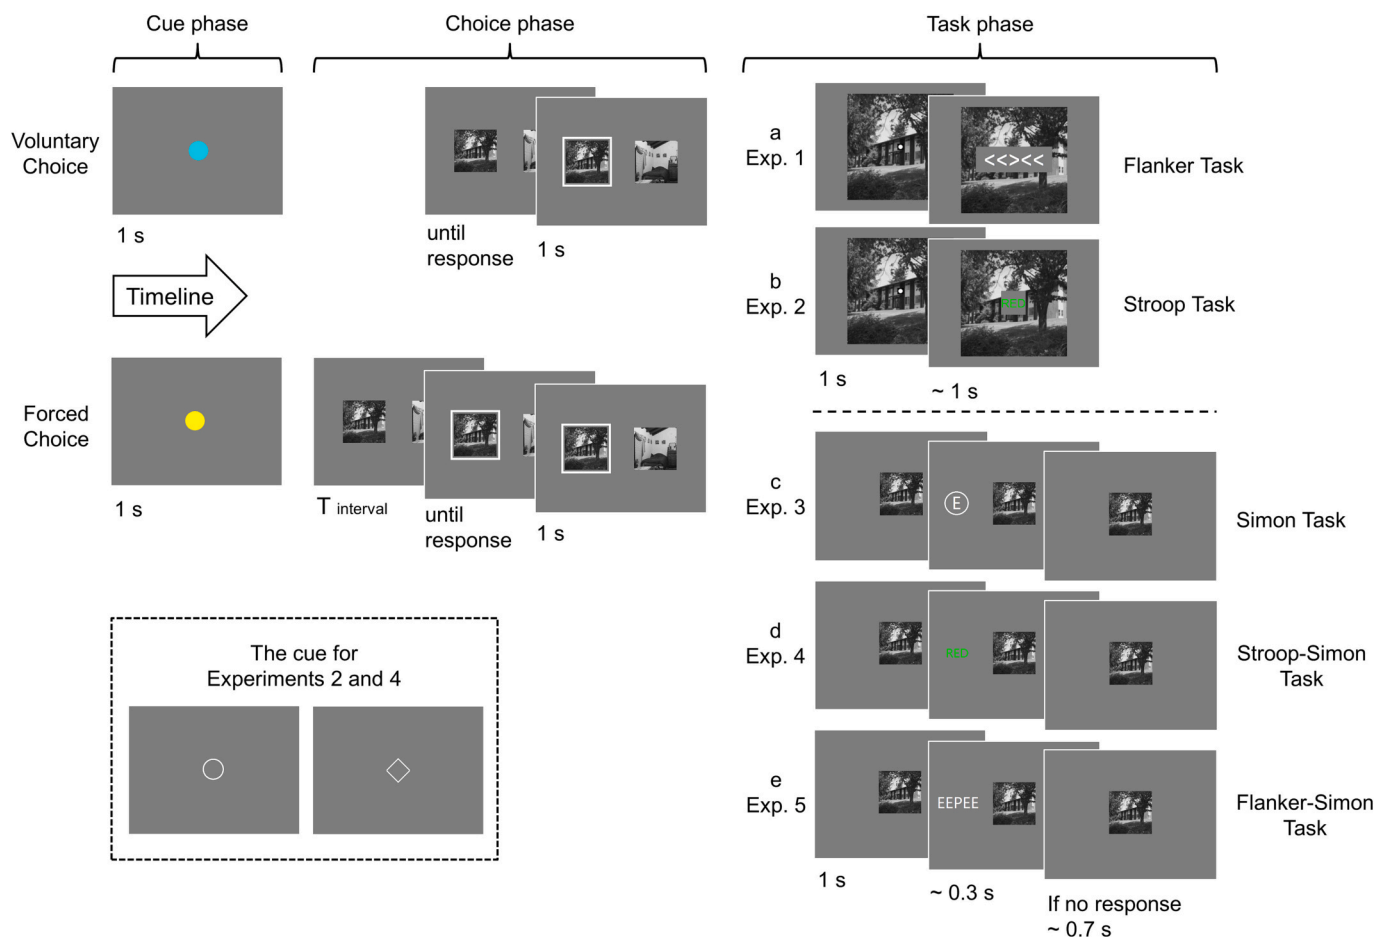 Cue phase
Choice phase
Task phase
Voluntary
Choice
1 s
until
response
1 s
Timeline
Forced
Choice
1 s
T interval
until
response
1 s
The cue for
Experiments 2 and 4
a
Exp. 1
<<><<
Flanker Task
b
Exp. 2
RED
Stroop Task
1 s
~ 1 s
c
Exp. 3
E
Simon Task
d
Exp. 4
RED
Stroop-Simon
Task
e
Exp. 5
EEPEE
Flanker-Simon
Task
1 s
~ 0.3 s
If no response
~ 0.7 s